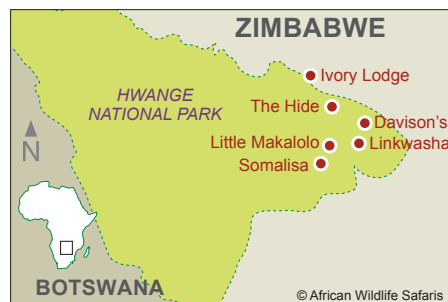 ZIMBABWE
Ivory Lodge
HWANGE
NATIONAL PARK
The Hide
Davison's
Little Makalolo
Linkwasha
Somalisa
N
BOTSWANA
© African Wildlife Safaris